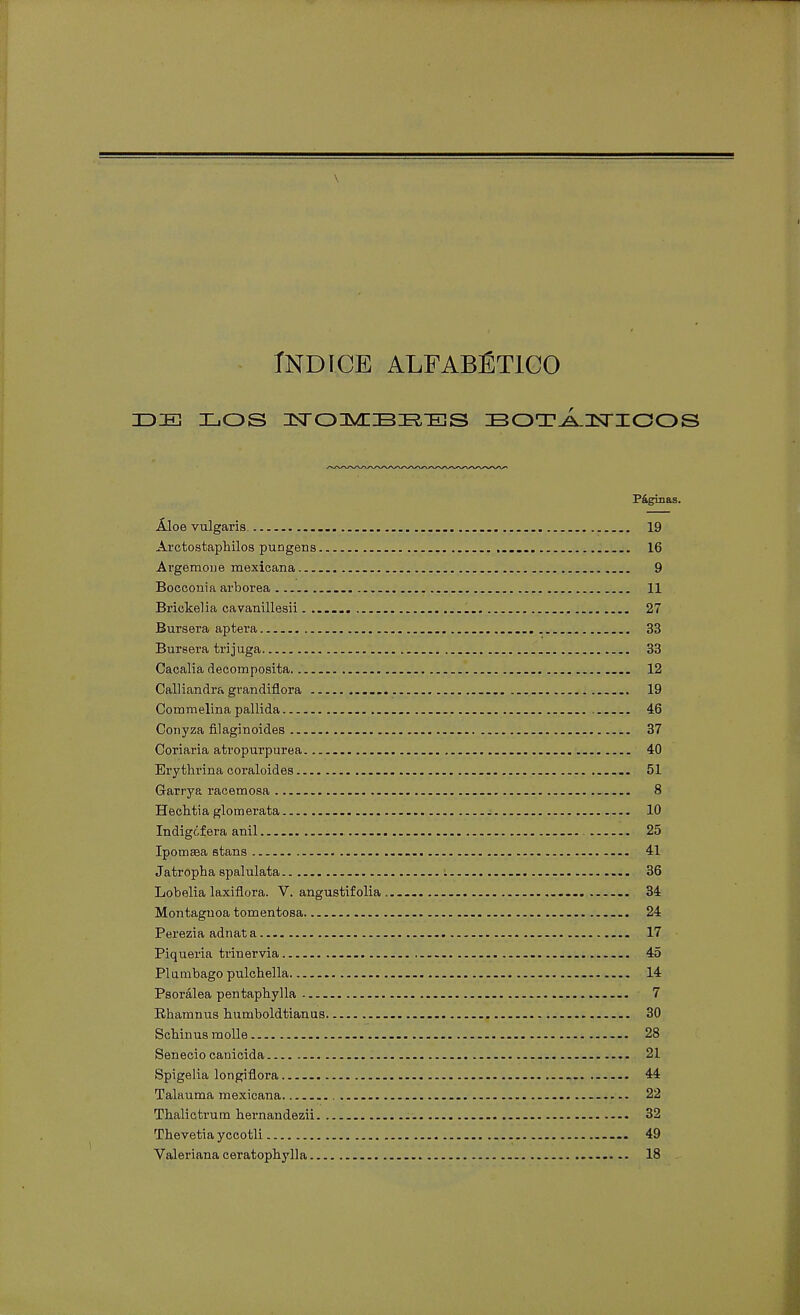 ÍNDICE ALFABÉTICO
DE LOS NOMBRES BOTÁNICOS
Páginas.
Áloe vulgaris. 19
Arctostaphilos pungens 16
Argemone mexicana 9
Bocconia arborea 11
Brickelia cavanillesii 27
Bursera aptera 33
Bursera trijuga 33
Cacalia decomposita 12
Calliandra grandiflora 19
Commelina pallida 46
Conyza filaginoides 37
Coriaria atropurpurea 40
Erythrina coraloides 51
Garrya racemosa 8
Hechtia glomerata 10
Indigófera anil 25
Ipomæa stans 41
Jatropha spalulata 36
Lobelia laxiflora. V. angustifolia 34
Montagnoa tomentosa 24
Perezia adnata 17
Piqueria trinervia 45
Plumbago pulchella 14
Psorálea pentaphylla 7
Rhamnus humboldtianus 30
Schinus molle 28
Senecio canicida 21
Spigelia longiflora 44
Talauma mexicana 22
Thalictrum hernandezii 32
Thevetia yccotli 49
Valeriana ceratophylla 18